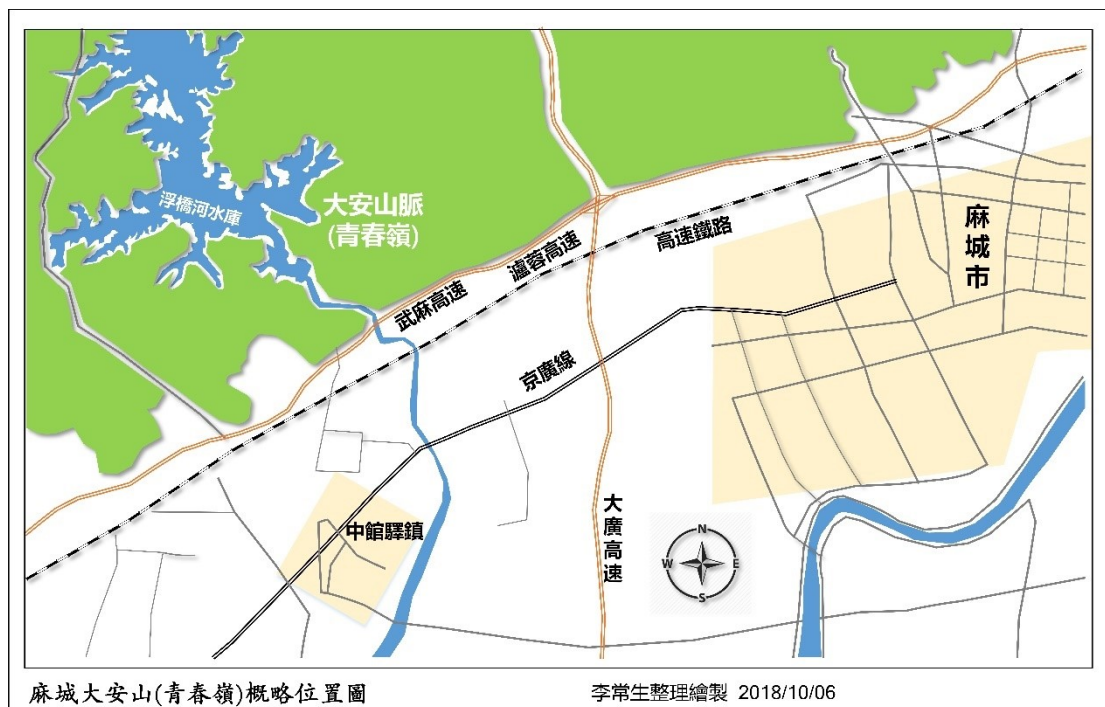 浮橋河水庫
大安山脈
(青春嶺)
武麻高速
滬蓉高速
高速鐵路
麻城市
京廣線
中館驛鎮
大廣高速
N
W
E
S
麻城大安山(青春嶺)概略位置圖
李常生整理繪製 2018/10/06